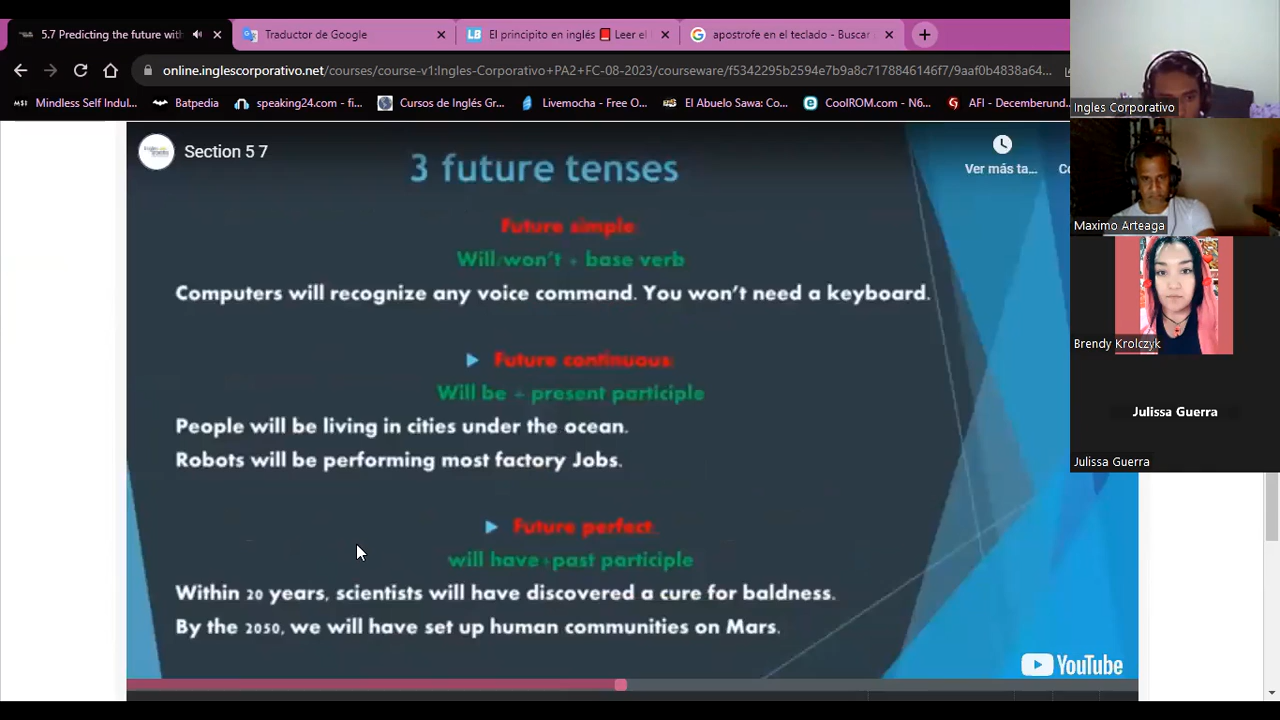 5.7 Predicting the future with
Traductor de Google
El principito en inglés 📕 Leer el
apostrofe en el teclado - Buscar
online.inglescorporativo.net/courses/course-v1:Ingles-Corporativo+PA2+FC-08-2023/courseware/f5342295b2594e7b9a8c7178846146f7/9aaf0b4838a64...
Mindless Self Indul...
Batpedia
speaking24.com - fi...
Cursos de Inglés Gr...
Livemocha - Free O...
El Abuelo Sawa: Co...
CoolROM.com - N6...
AFI - Decemberund...
Section 5 7
Ver más ta...
3 future tenses
Future simple
Will/won't + base verb
Computers will recognize any voice command. You won't need a keyboard.
Future continuous:
Will be + present participle
People will be living in cities under the ocean.
Robots will be performing most factory Jobs.
Future perfect:
will have+past participle
Within 20 years, scientists will have discovered a cure for baldness.
By the 2050, we will have set up human communities on Mars.
YouTube
Ingles Corporativo
Maximo Arteaga
Brendy Krolczyk
Julissa Guerra
Julissa Guerra